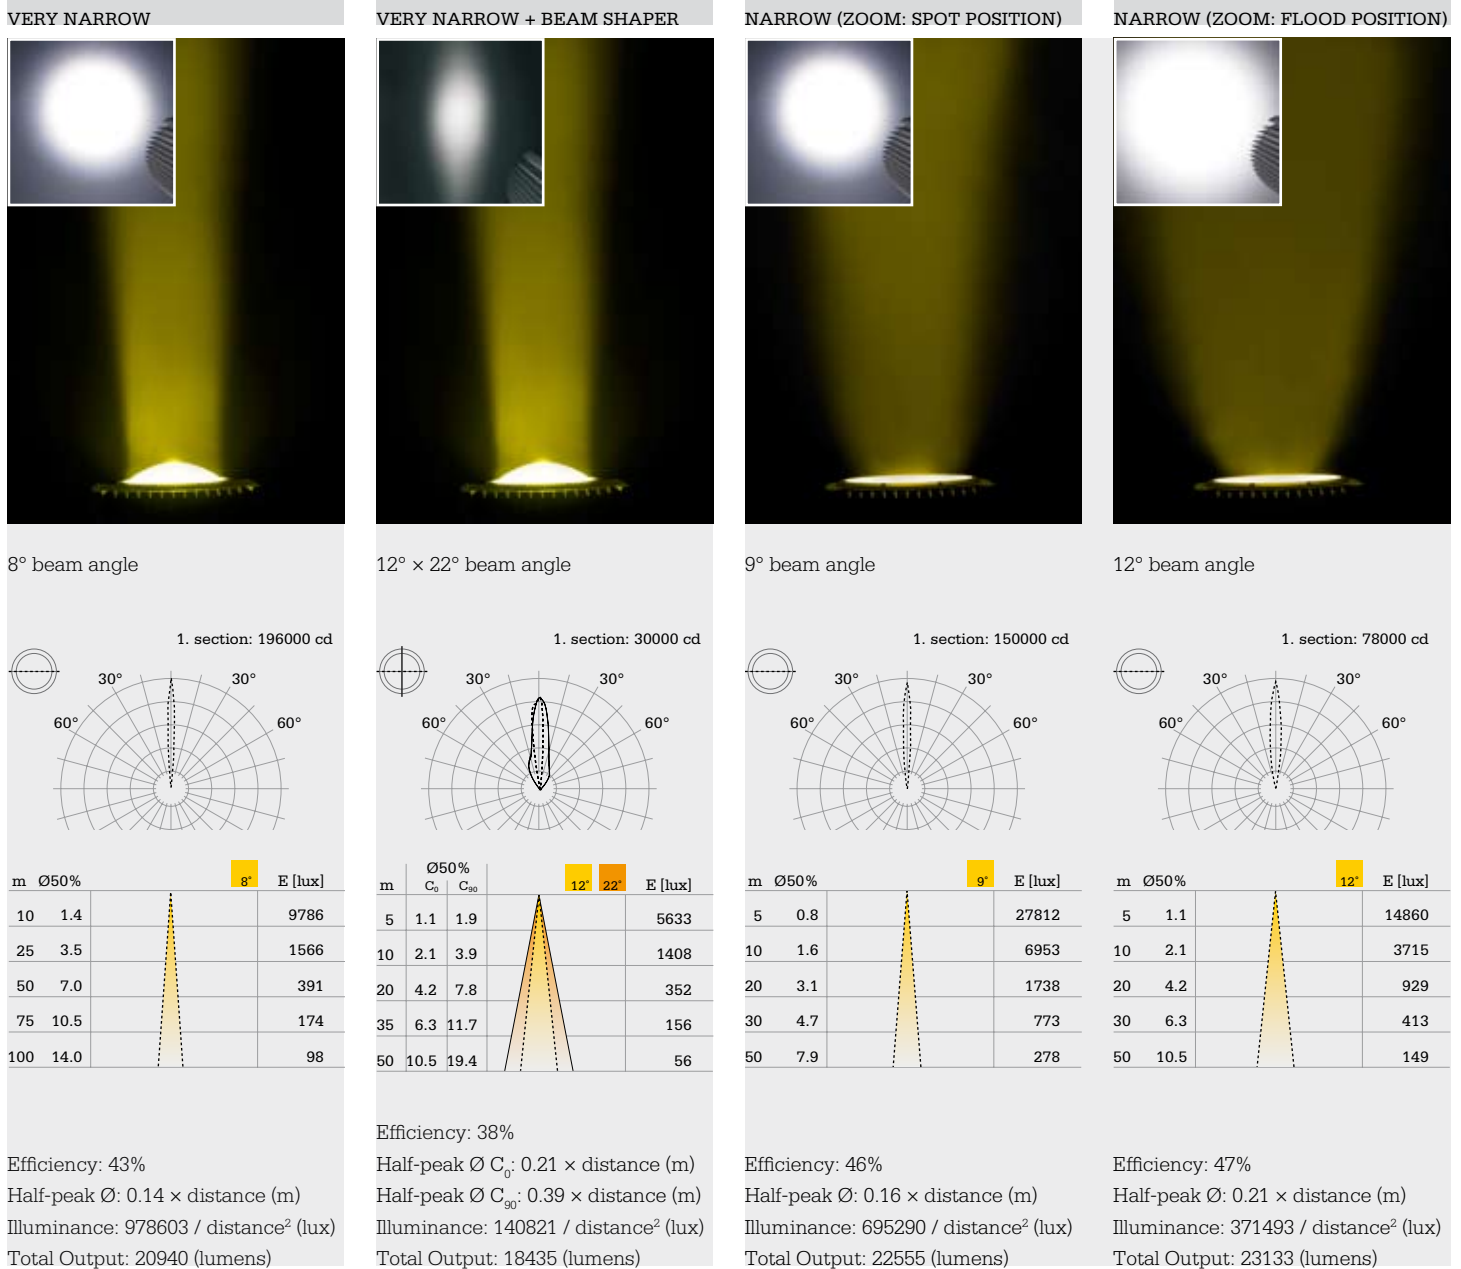 VERY NARROW
8° beam angle
1. section: 196000 cd
30° 30°
60° 60°
m Ø50% 8° E [lux]
10 1.4 9786
25 3.5 1566
50 7.0 391
75 10.5 174
100 14.0 98
Efficiency: 43%
Half-peak Ø: 0.14 × distance (m)
Illuminance: 978603 / distance² (lux)
Total Output: 20940 (lumens)
VERY NARROW + BEAM SHAPER
12° × 22° beam angle
1. section: 30000 cd
30° 30°
60° 60°
Ø50%
m C₀ C₉₀ 12° 22° E [lux]
5 1.1 1.9 5633
10 2.1 3.9 1408
20 4.2 7.8 352
35 6.3 11.7 156
50 10.5 19.4 56
Efficiency: 38%
Half-peak Ø C₀: 0.21 × distance (m)
Half-peak Ø C₉₀: 0.39 × distance (m)
Illuminance: 140821 / distance² (lux)
Total Output: 18435 (lumens)
NARROW (ZOOM: SPOT POSITION)
9° beam angle
1. section: 150000 cd
30° 30°
60° 60°
m Ø50% 9° E [lux]
5 0.8 27812
10 1.6 6953
20 3.1 1738
30 4.7 773
50 7.9 278
Efficiency: 46%
Half-peak Ø: 0.16 × distance (m)
Illuminance: 695290 / distance² (lux)
Total Output: 22555 (lumens)
NARROW (ZOOM: FLOOD POSITION)
12° beam angle
1. section: 78000 cd
30° 30°
60° 60°
m Ø50% 12° E [lux]
5 1.1 14860
10 2.1 3715
20 4.2 929
30 6.3 413
50 10.5 149
Efficiency: 47%
Half-peak Ø: 0.21 × distance (m)
Illuminance: 371493 / distance² (lux)
Total Output: 23133 (lumens)